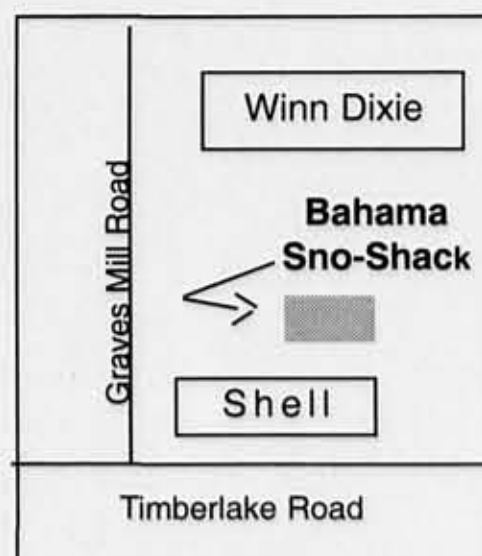 Winn Dixie
Graves Mill Road
Bahama
Sno-Shack
Shell
Timberlake Road